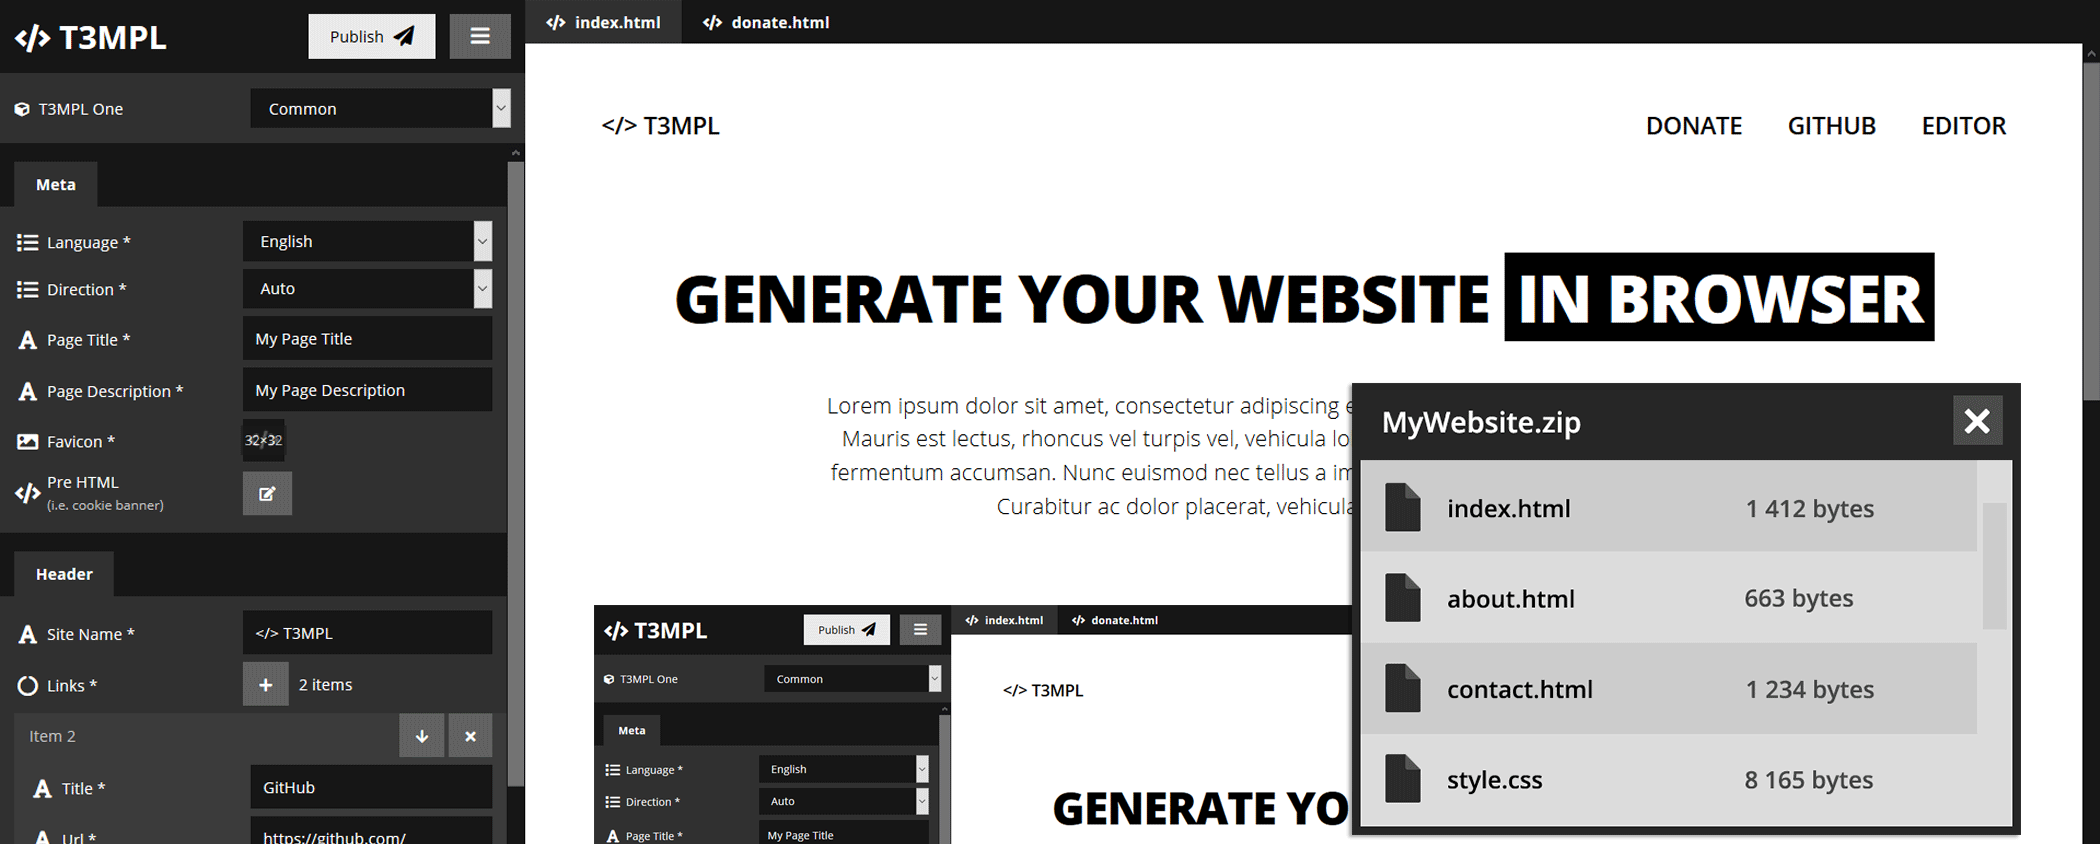 </> T3MPL
Publish
T3MPL One
Common
Meta
Language *
English
Direction *
Auto
Page Title *
My Page Title
Page Description *
My Page Description
Favicon *
32×32
Pre HTML
(i.e. cookie banner)
Header
Site Name *
</> T3MPL
Links *
+ 2 items
Item 2
Title *
GitHub
Url *
https://github.com/
</> index.html
</> donate.html
</> T3MPL
DONATE GITHUB EDITOR
GENERATE YOUR WEBSITE IN BROWSER
Lorem ipsum dolor sit amet, consectetur adipiscing
Mauris est lectus, rhoncus vel turpis vel, vehicula
fermentum accumsan. Nunc euismod nec tellus a
Curabitur ac dolor placerat, vehicula
</> T3MPL
Publish
T3MPL One
Common
Meta
Language *
English
Direction *
Auto
Page Title *
My Page Title
</> index.html
</> donate.html
</> T3MPL
GENERATE YO
MyWebsite.zip
index.html 1 412 bytes
about.html 663 bytes
contact.html 1 234 bytes
style.css 8 165 bytes